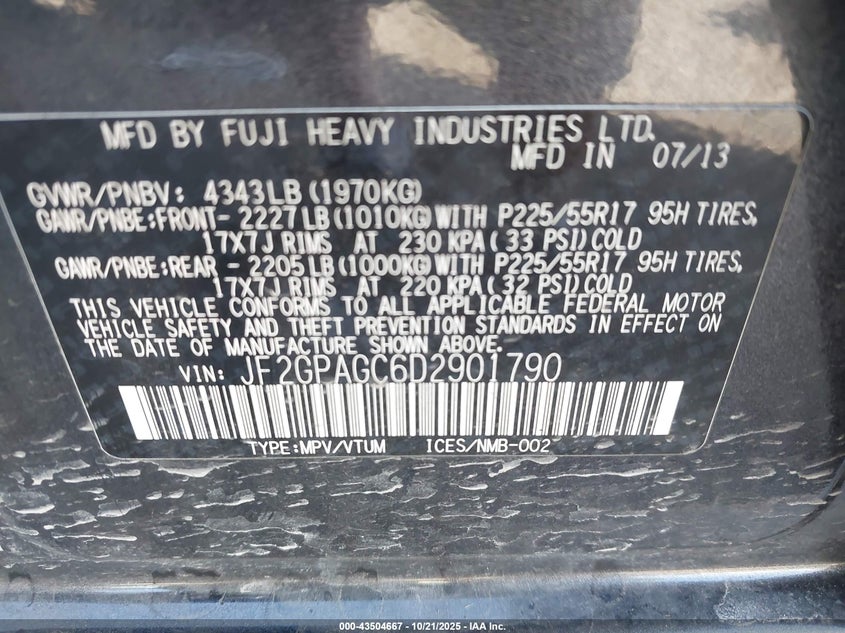 MFD BY FUJI HEAVY INDUSTRIES LTD.
MFD IN 07/13
GVWR/PNBV: 4343LB (1970KG)
GAWR/PNBE:FRONT- 2227LB (1010KG) WITH P225/55R17 95H TIRES,
17X7J RIMS AT 230 KPA ( 33 PSI) COLD
GAWR/PNBE:REAR - 2205LB (1000KG) WITH P225/55R17 95H TIRES,
17X7J RIMS AT 220 KPA ( 32 PSI) COLD
THIS VEHICLE CONFORMS TO ALL APPLICABLE FEDERAL MOTOR
VEHICLE SAFETY AND THEFT PREVENTION STANDARDS IN EFFECT ON
THE DATE OF MANUFACTURE SHOWN ABOVE.
VIN: JF2GPAGC6D2901790
TYPE:MPV/VTUM ICES/NMB-002
000-43504667 - 10/21/2025 - IAA Inc.